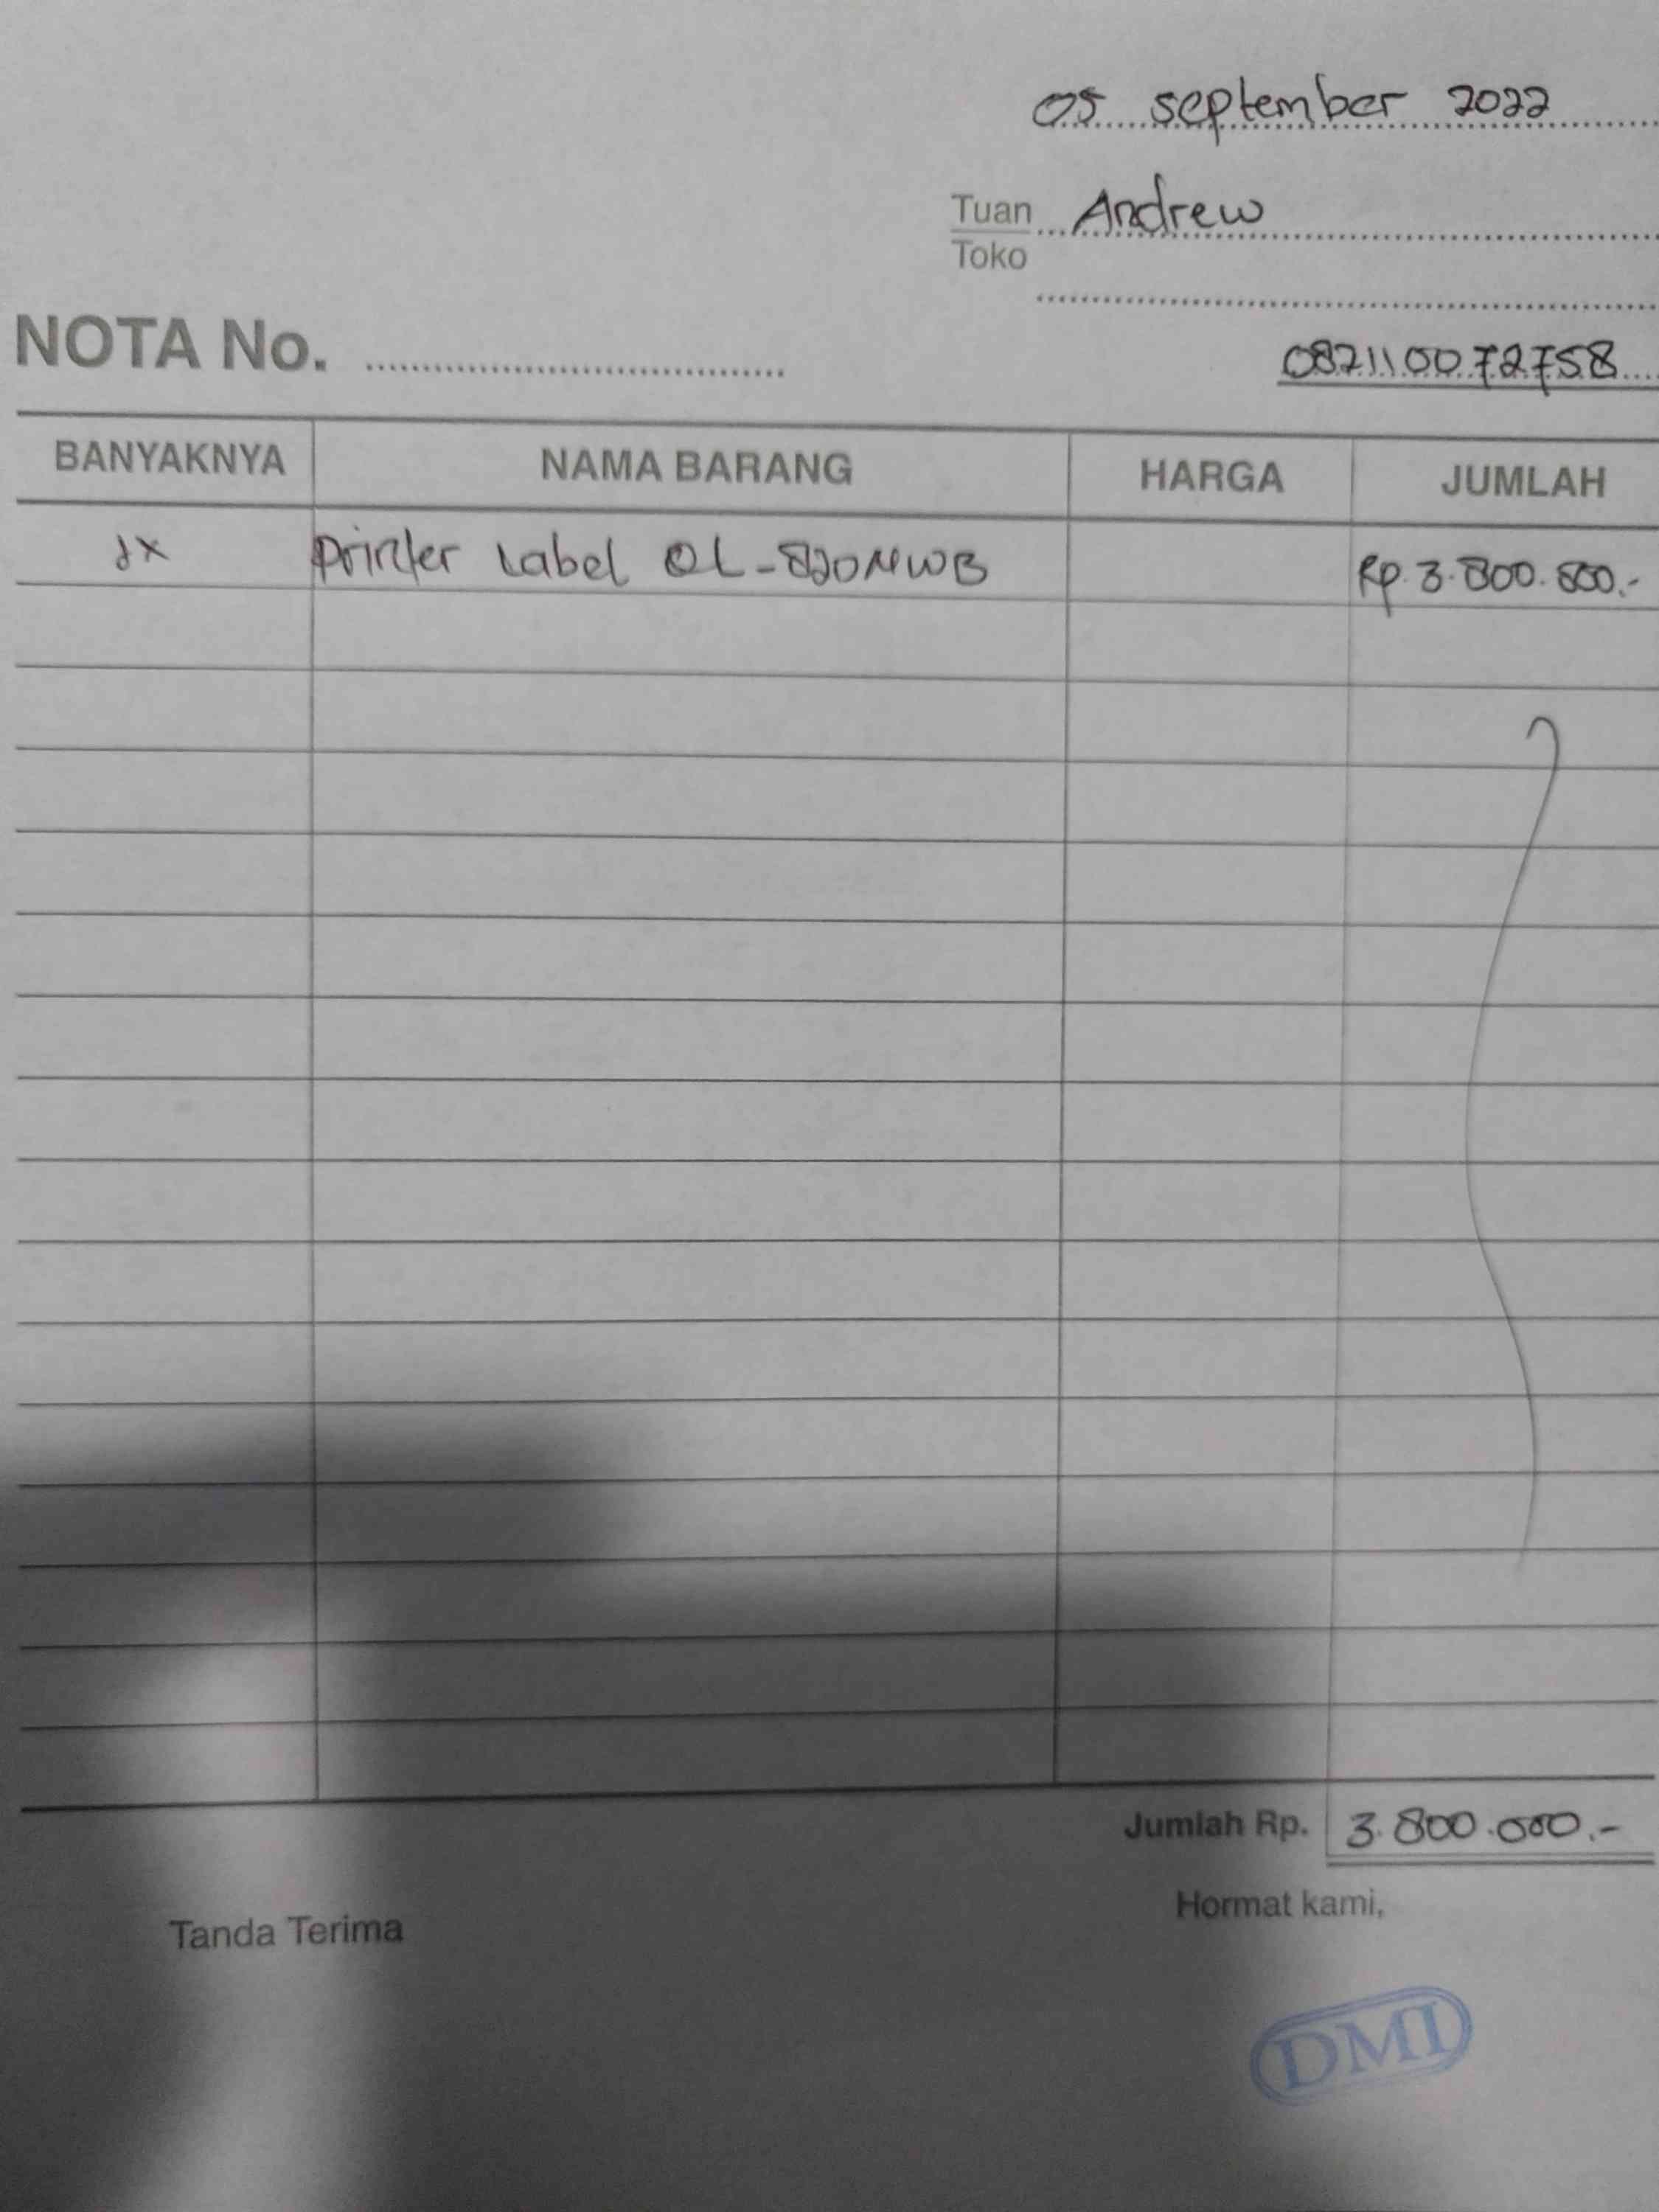 05 september 2022
Tuan Andrew
Toko
NOTA No.
082110072758
BANYAKNYA NAMA BARANG HARGA JUMLAH
1x Printer Label QL-820NWB Rp.3.800.000.-
Jumlah Rp. 3.800.000.-
Tanda Terima
Hormat kami,
DMI